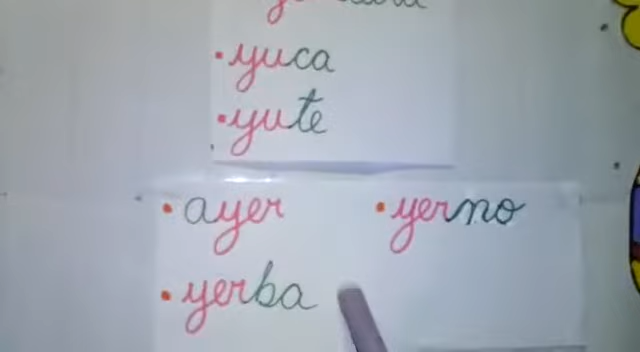 • yuca
• yute
• ayer • yerno
• yerba